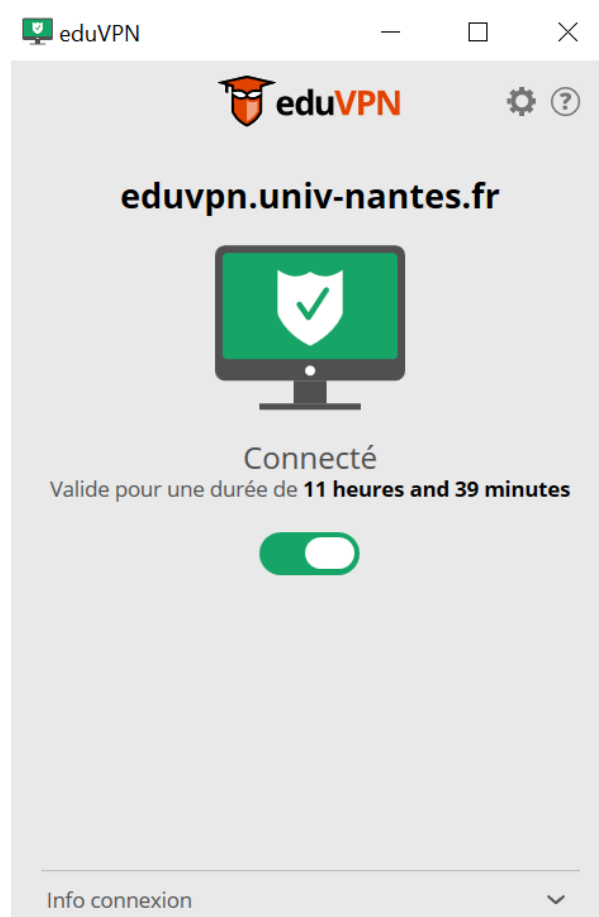 eduVPN
eduVPN
eduvpn.univ-nantes.fr
Connecté
Valide pour une durée de 11 heures and 39 minutes
Info connexion